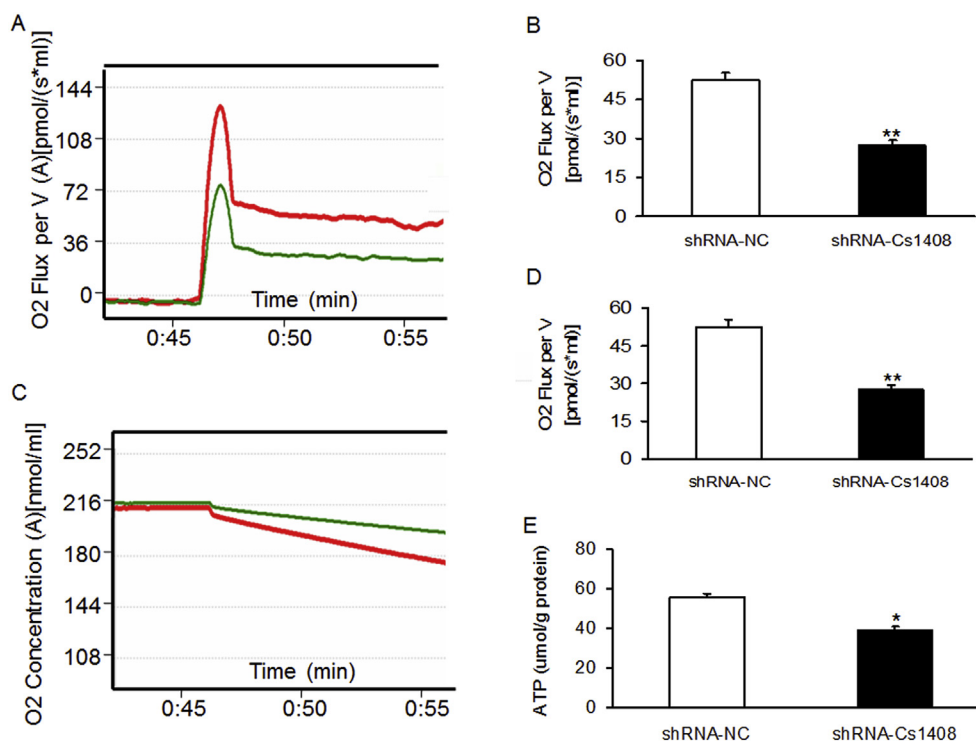 A
O2 Flux per V (A)[pmol/(s*ml)]
144
108
72
36
0
Time (min)
0:45
0:50
0:55
B
O2 Flux per V
[pmol/(s*ml)]
60
45
30
15
0
**
shRNA-NC
shRNA-Cs1408
C
O2 Concentration (A)[nmol/ml]
252
216
180
144
108
Time (min)
0:45
0:50
0:55
D
O2 Flux per V
[pmol/(s*ml)]
60
45
30
15
0
**
shRNA-NC
shRNA-Cs1408
E
ATP (umol/g protein)
80
60
40
20
0
*
shRNA-NC
shRNA-Cs1408